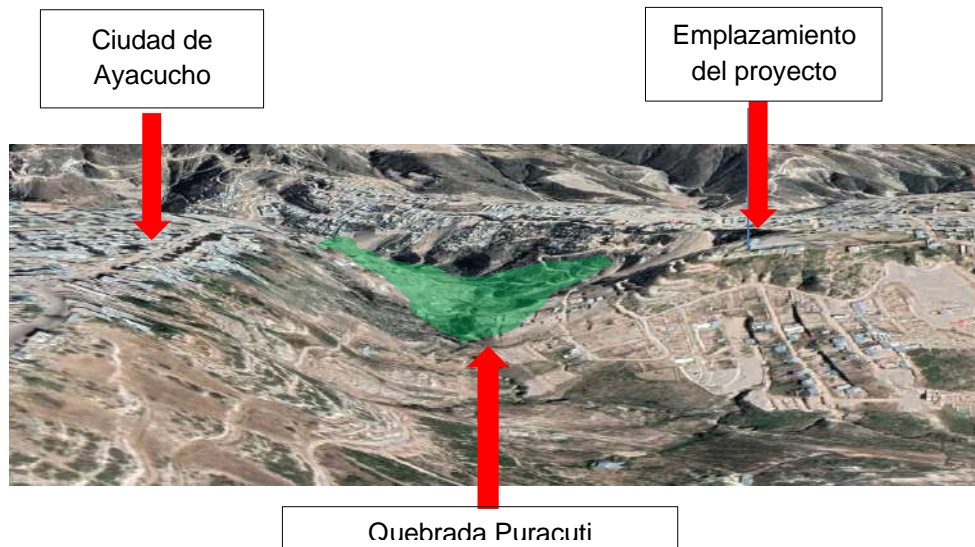 Ciudad de
Ayacucho
Emplazamiento
del proyecto
Quebrada Puracuti